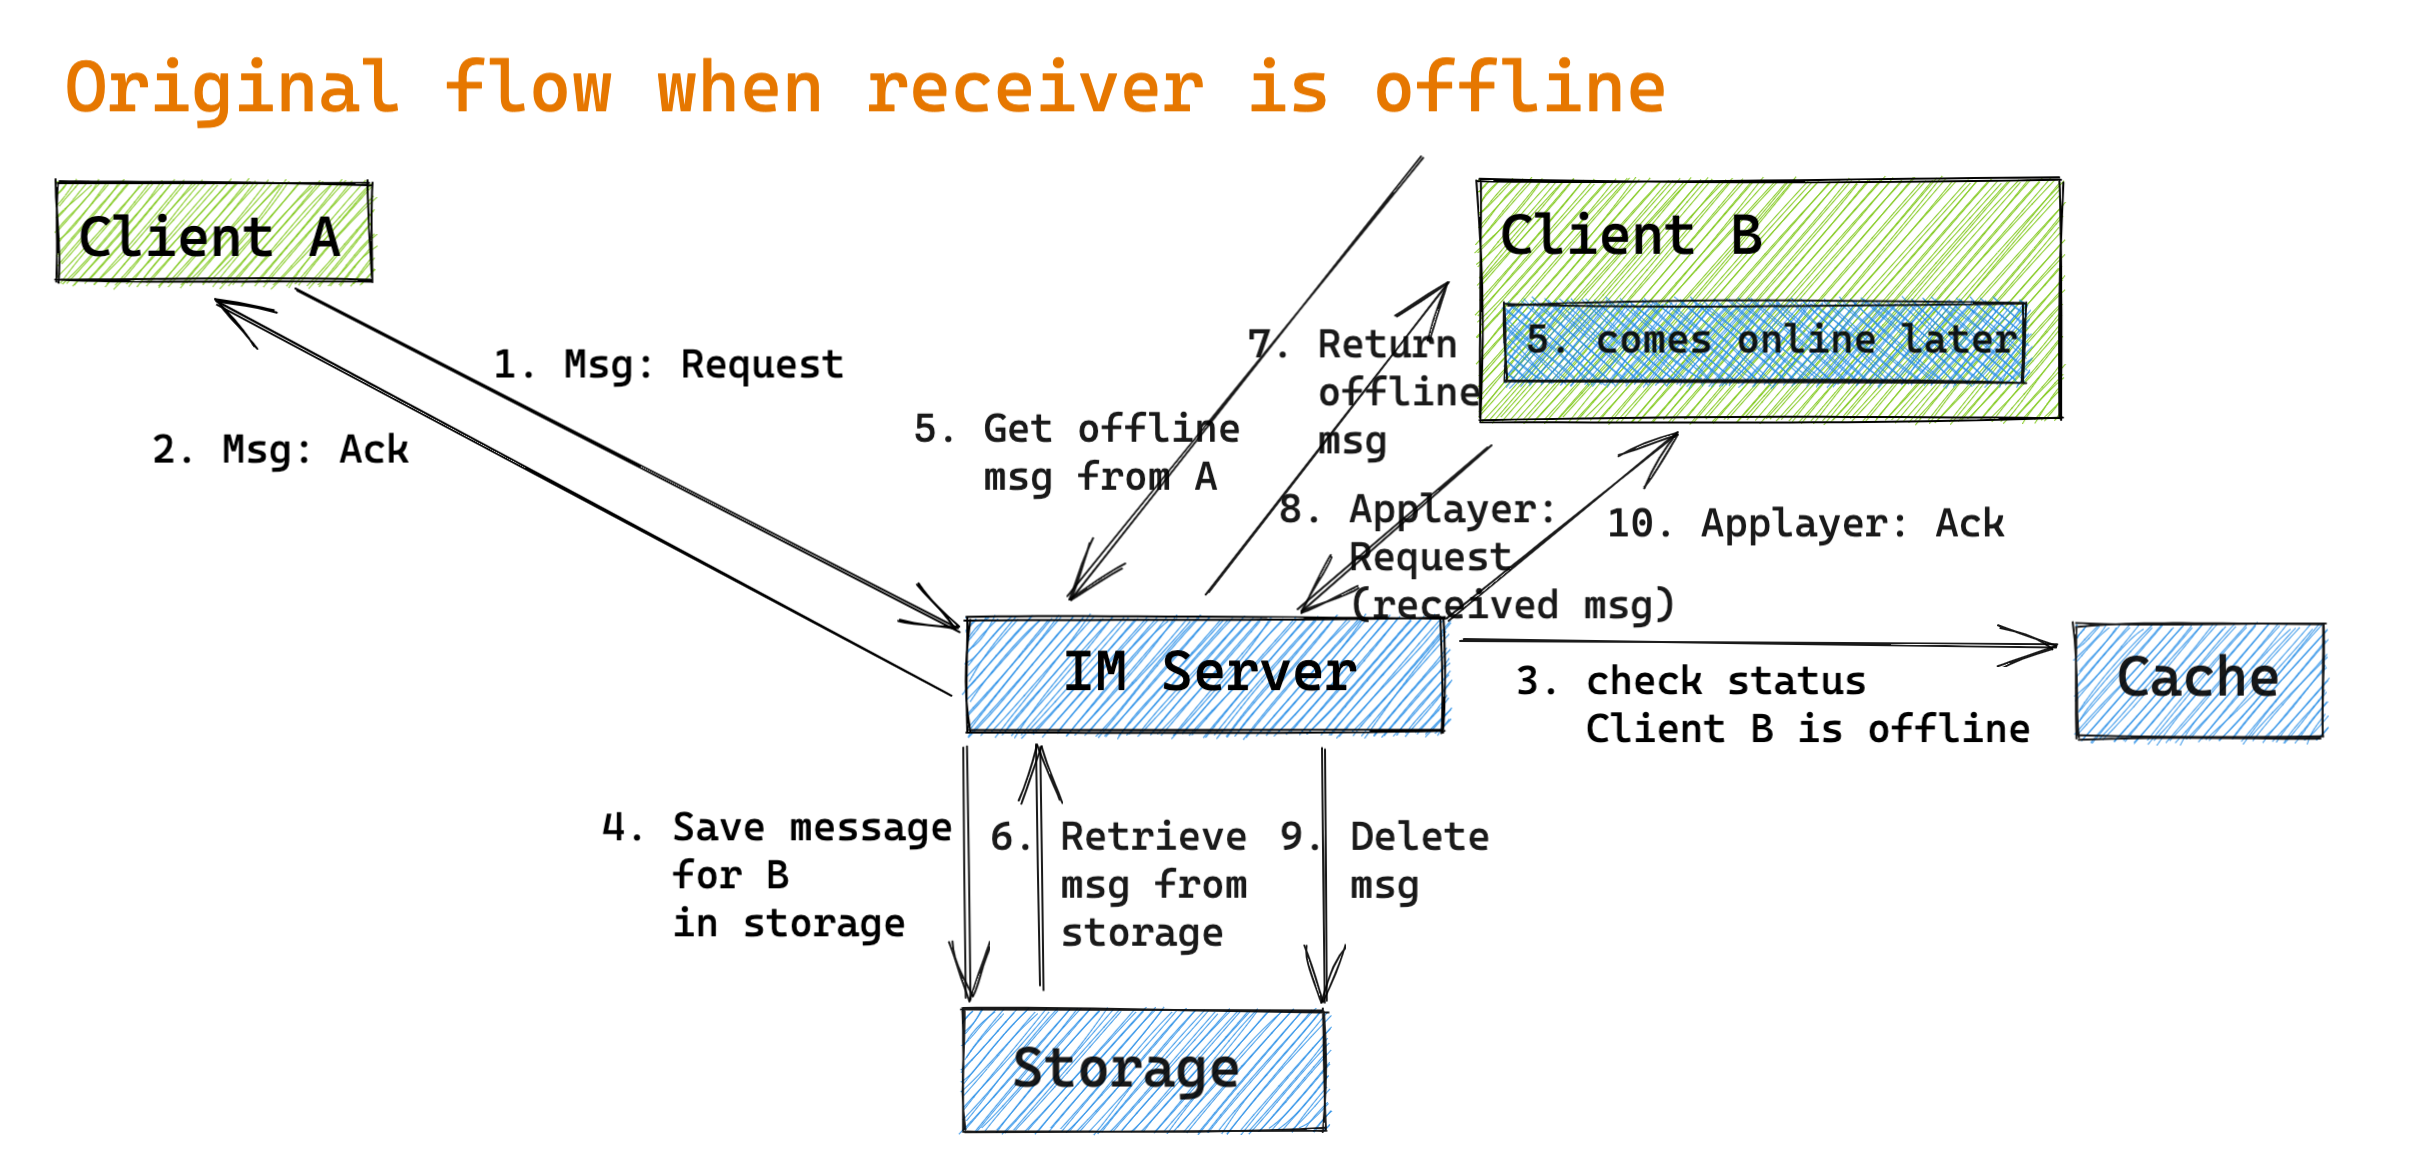 Original flow when receiver is offline
Client A
Client B
5. comes online later
1. Msg: Request
2. Msg: Ack
7. Return
offline
msg
5. Get offline
msg from A
8. Applayer:
Request
(received msg)
10. Applayer: Ack
IM Server
3. check status
Client B is offline
Cache
4. Save message
for B
in storage
6. Retrieve
msg from
storage
9. Delete
msg
Storage